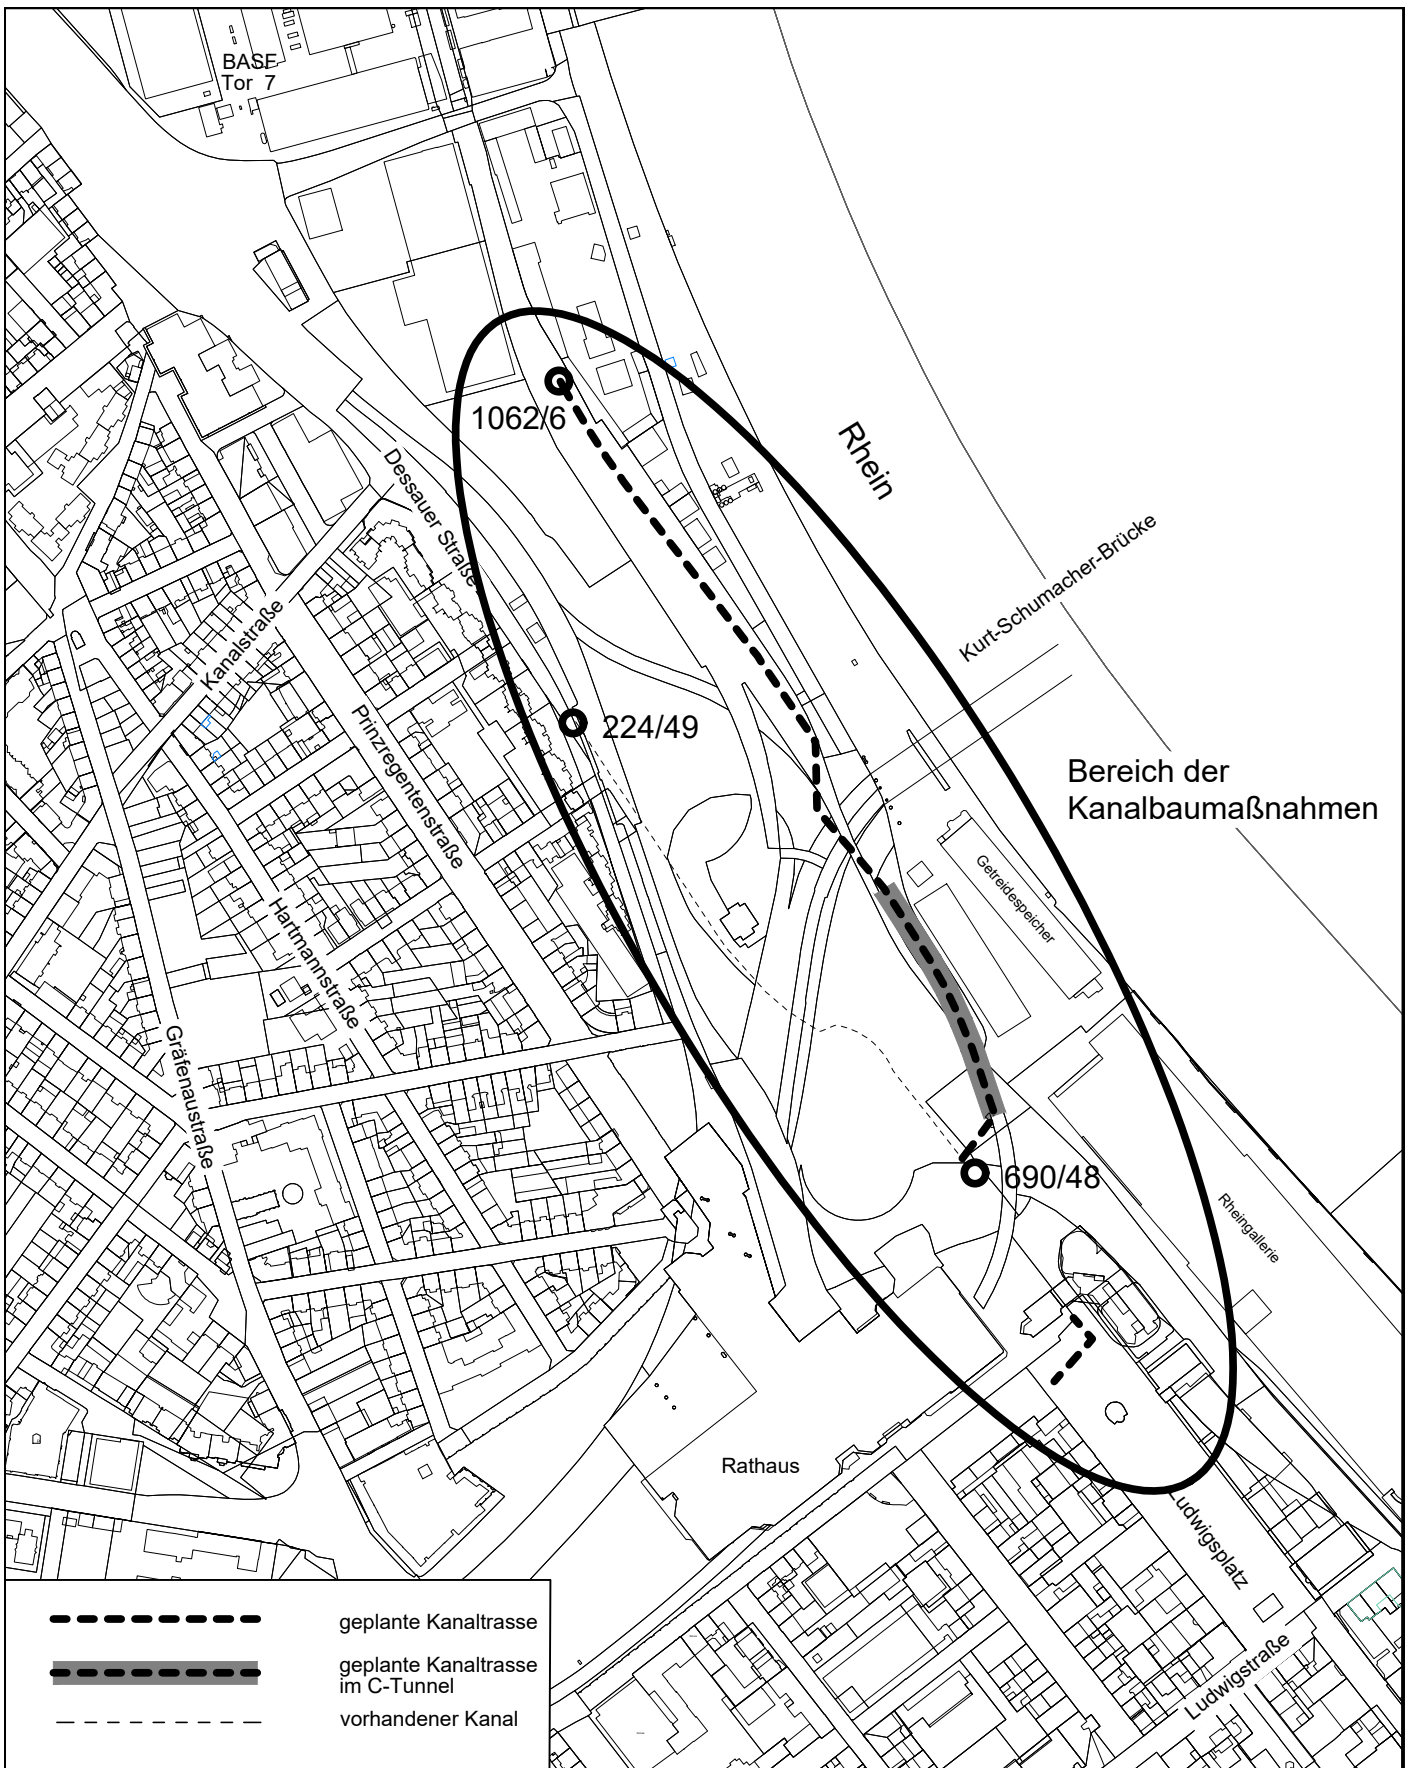 BASF
Tor 7
1062/6
Rhein
Dessauer Straße
Kurt-Schumacher-Brücke
Kanalstraße
224/49
Prinzregentenstraße
Bereich der
Kanalbaumaßnahmen
Getreidespeicher
Hartmannstraße
Gräfenaustraße
690/48
Rheingallerie
Rathaus
Ludwigsplatz
Ludwigstraße
geplante Kanaltrasse
geplante Kanaltrasse
im C-Tunnel
vorhandener Kanal